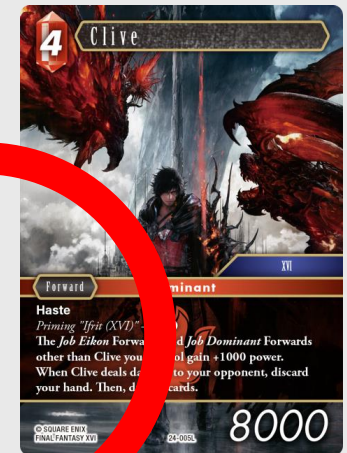 4
Clive
XVI
Forward
minant
Haste
Priming "Ifrit (XVI)"
The Job Eikon Forwa d Job Dominant Forwards
other than Clive you ol gain +1000 power.
When Clive deals da to your opponent, discard
your hand. Then, d cards.
© SQUARE ENIX
FINAL FANTASY XVI
24-005L
8000